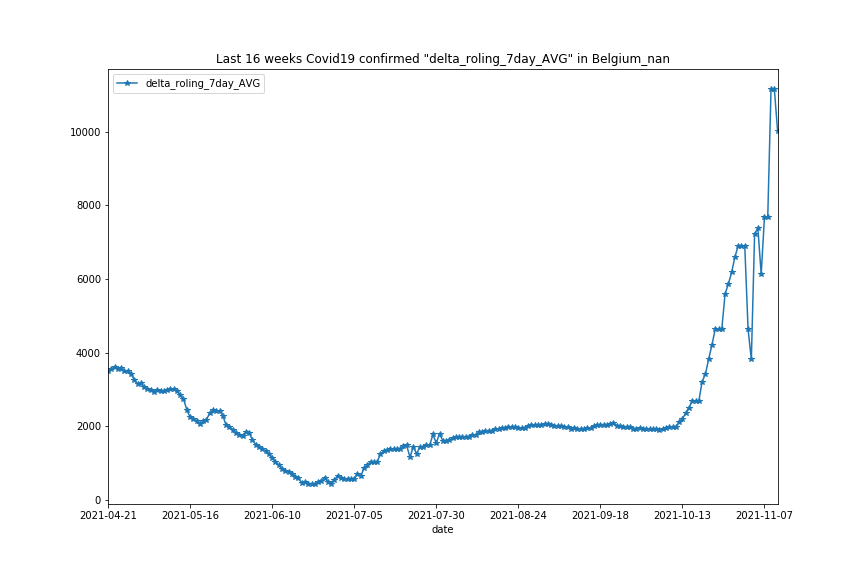 Last 16 weeks Covid19 confirmed "delta_roling_7day_AVG" in Belgium_nan
delta_roling_7day_AVG
10000
8000
6000
4000
2000
0
2021-04-21 2021-05-16 2021-06-10 2021-07-05 2021-07-30 2021-08-24 2021-09-18 2021-10-13 2021-11-07
date